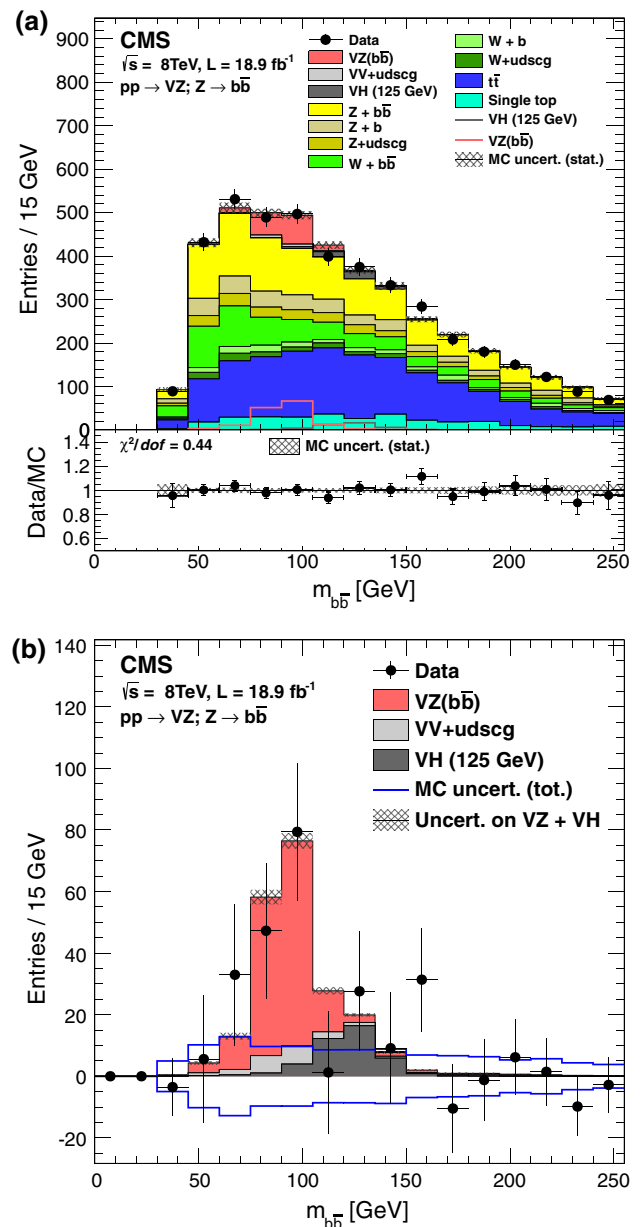 (a)
CMS
√s = 8TeV, L = 18.9 fb⁻¹
pp → VZ; Z → bb̅
Data
VZ(bb̅)
VV+udscg
VH (125 GeV)
Z + bb̅
Z + b
Z+udscg
W + bb̅
W + b
W+udscg
tt̅
Single top
VH (125 GeV)
VZ(bb̅)
MC uncert. (stat.)
Entries / 15 GeV
900
800
700
600
500
400
300
200
100
0
χ²/dof = 0.44
MC uncert. (stat.)
Data/MC
1.4
1.2
1
0.8
0.6
0 50 100 150 200 250
m_bb̅ [GeV]
(b)
CMS
√s = 8TeV, L = 18.9 fb⁻¹
pp → VZ; Z → bb̅
Data
VZ(bb̅)
VV+udscg
VH (125 GeV)
MC uncert. (tot.)
Uncert. on VZ + VH
Entries / 15 GeV
140
120
100
80
60
40
20
0
-20
0 50 100 150 200 250
m_bb̅ [GeV]